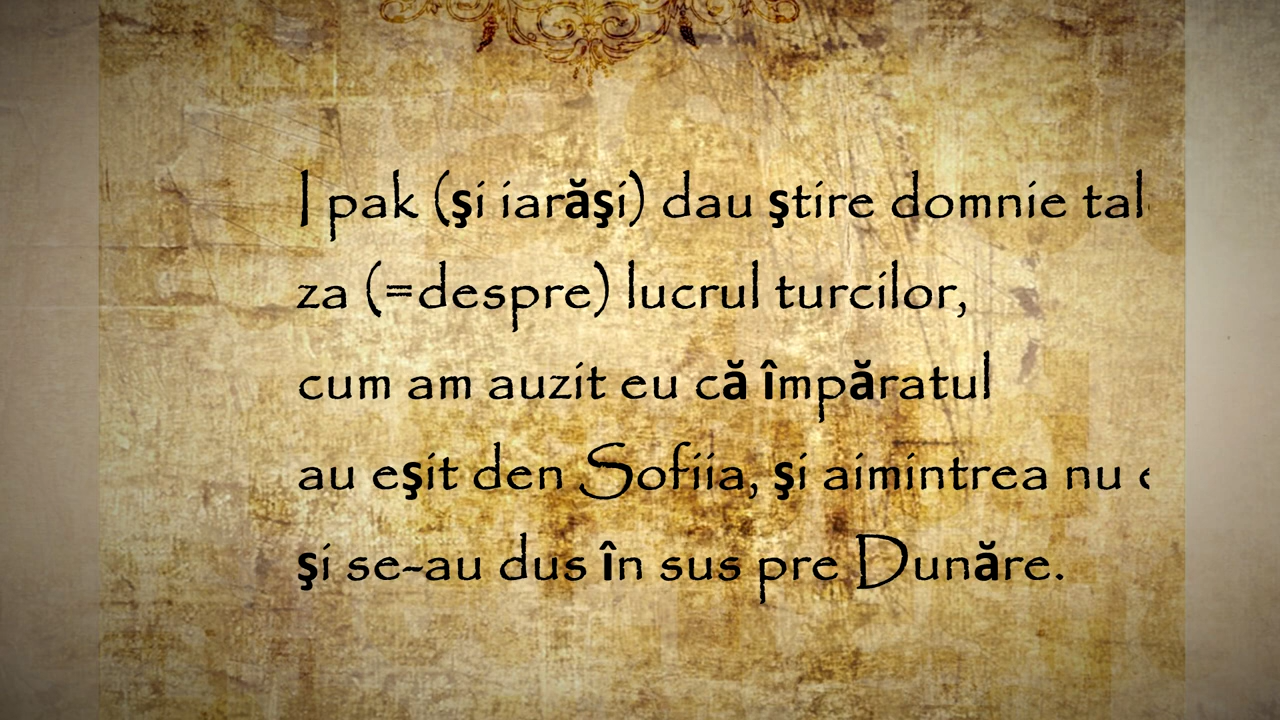 I pak (şi iarăşi) dau ştire domnie
za (=despre) lucrul turcilor,
cum am auzit eu că împăratul
au eşit den Sofiia, şi aimintrea nu
şi se-au dus în sus pre Dunăre.